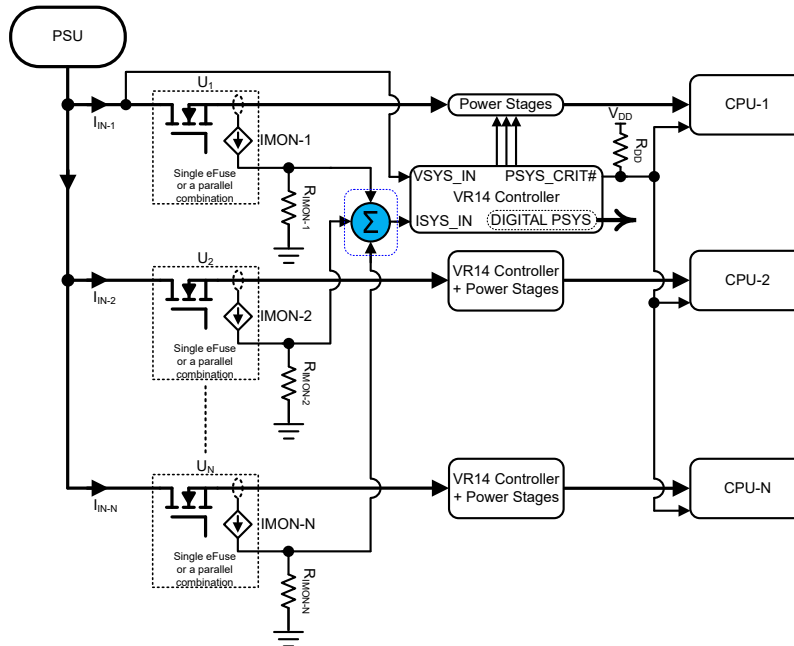 PSU
U1
IIN-1
IMON-1
Single eFuse
or a parallel
combination
RIMON-1
Power Stages
VDD
RDD
CPU-1
VSYS_IN PSYS_CRIT#
VR14 Controller
ISYS_IN DIGITAL PSYS
Σ
U2
IIN-2
IMON-2
Single eFuse
or a parallel
combination
RIMON-2
VR14 Controller
+ Power Stages
CPU-2
UN
IIN-N
IMON-N
Single eFuse
or a parallel
combination
RIMON-N
VR14 Controller
+ Power Stages
CPU-N